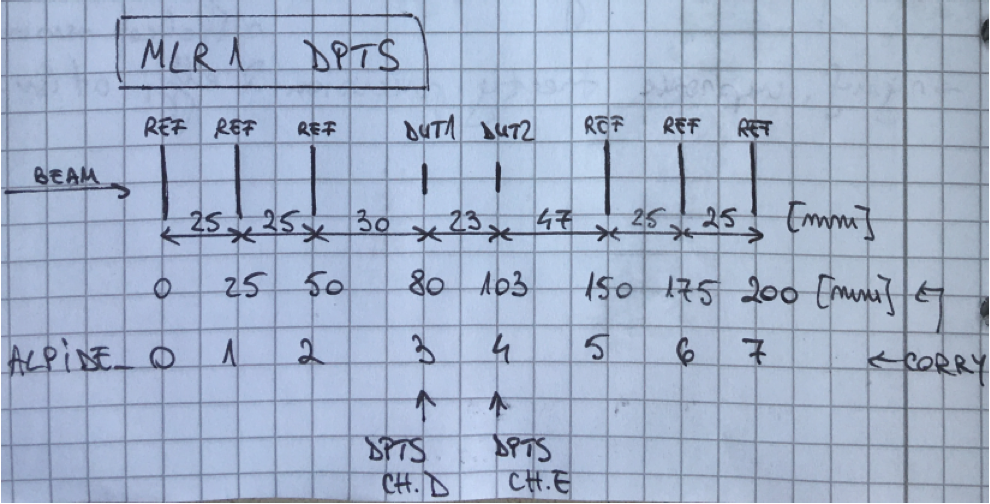 MLR1 DPTS
REF REF REF DUT1 DUT2 REF REF REF
BEAM
25 25 30 23 47 25 25 [mm]
0 25 50 80 103 150 175 200 [mm]
ALPIDE_ 0 1 2 3 4 5 6 7 ← CORRY
DPTS DPTS
CH.D CH.E